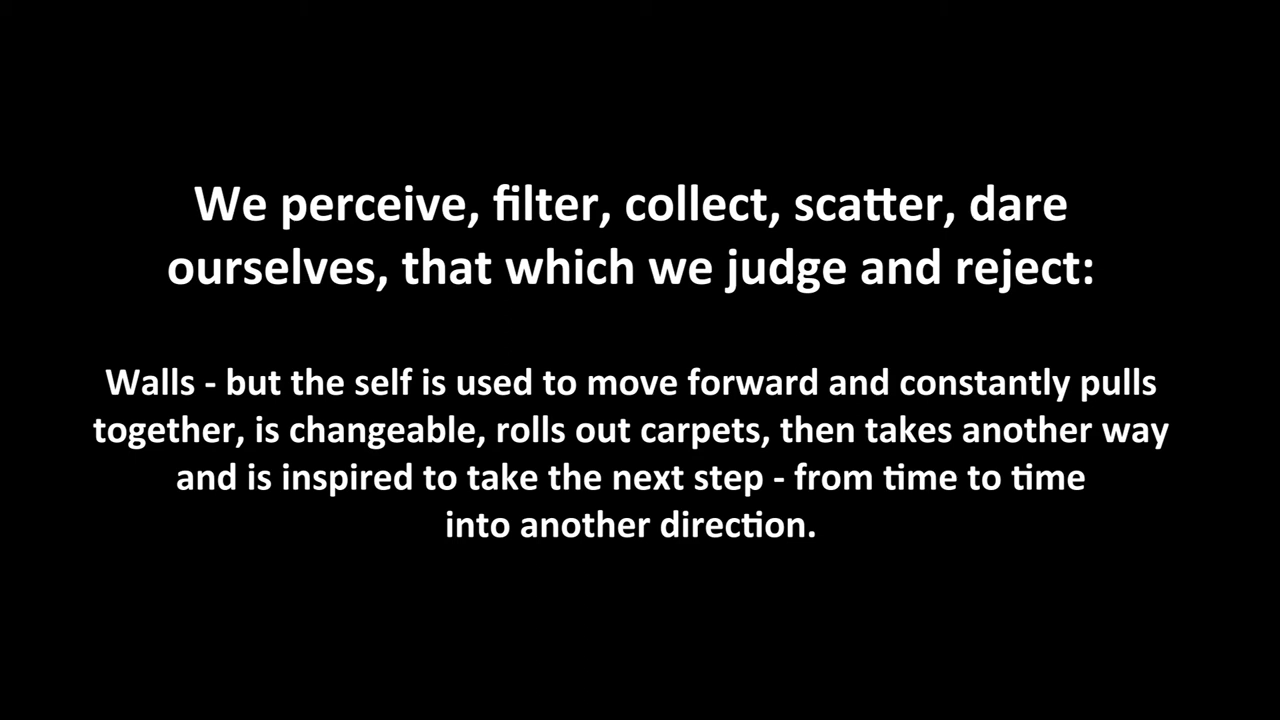 We perceive, filter, collect, scatter, dare
ourselves, that which we judge and reject:
Walls - but the self is used to move forward and constantly pulls
together, is changeable, rolls out carpets, then takes another way
and is inspired to take the next step - from time to time
into another direction.